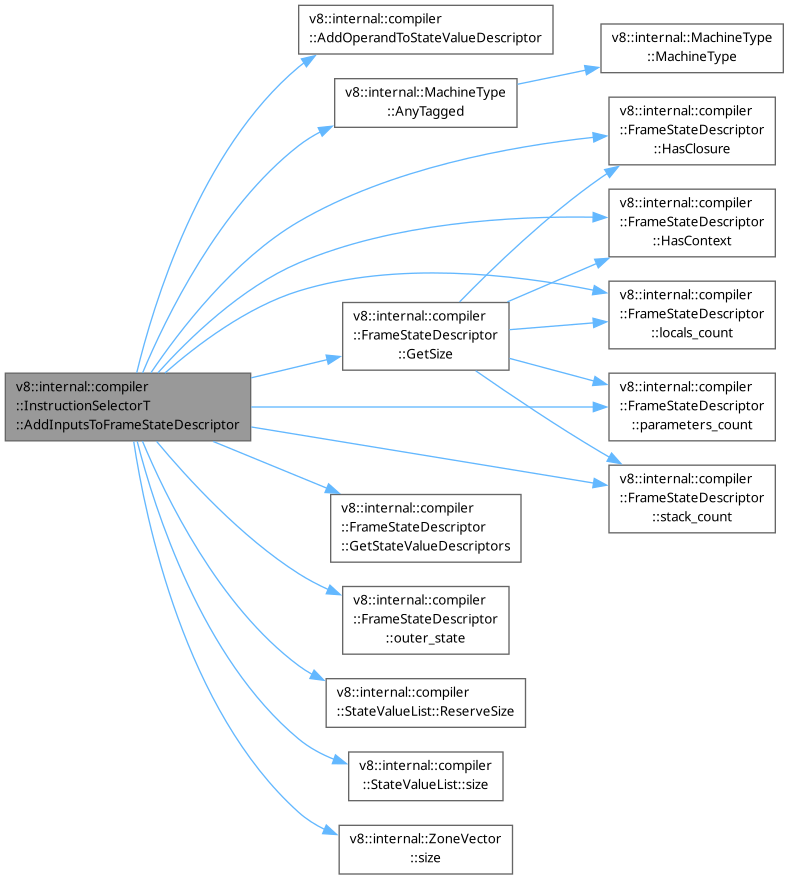 v8::internal::compiler
::AddOperandToStateValueDescriptor
v8::internal::MachineType
::MachineType
v8::internal::MachineType
::AnyTagged
v8::internal::compiler
::FrameStateDescriptor
::HasClosure
v8::internal::compiler
::FrameStateDescriptor
::HasContext
v8::internal::compiler
::FrameStateDescriptor
::locals_count
v8::internal::compiler
::FrameStateDescriptor
::GetSize
v8::internal::compiler
::InstructionSelectorT
::AddInputsToFrameStateDescriptor
v8::internal::compiler
::FrameStateDescriptor
::parameters_count
v8::internal::compiler
::FrameStateDescriptor
::stack_count
v8::internal::compiler
::FrameStateDescriptor
::GetStateValueDescriptors
v8::internal::compiler
::FrameStateDescriptor
::outer_state
v8::internal::compiler
::StateValueList::ReserveSize
v8::internal::compiler
::StateValueList::size
v8::internal::ZoneVector
::size